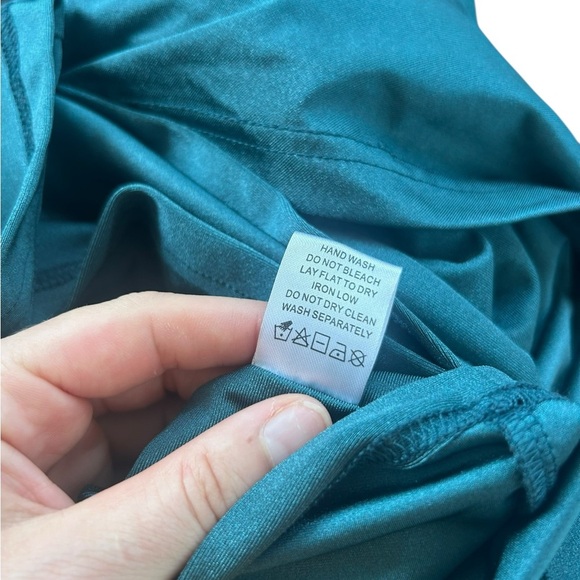 HAND WASH
DO NOT BLEACH
LAY FLAT TO DRY
IRON LOW
DO NOT DRY CLEAN
WASH SEPARATELY